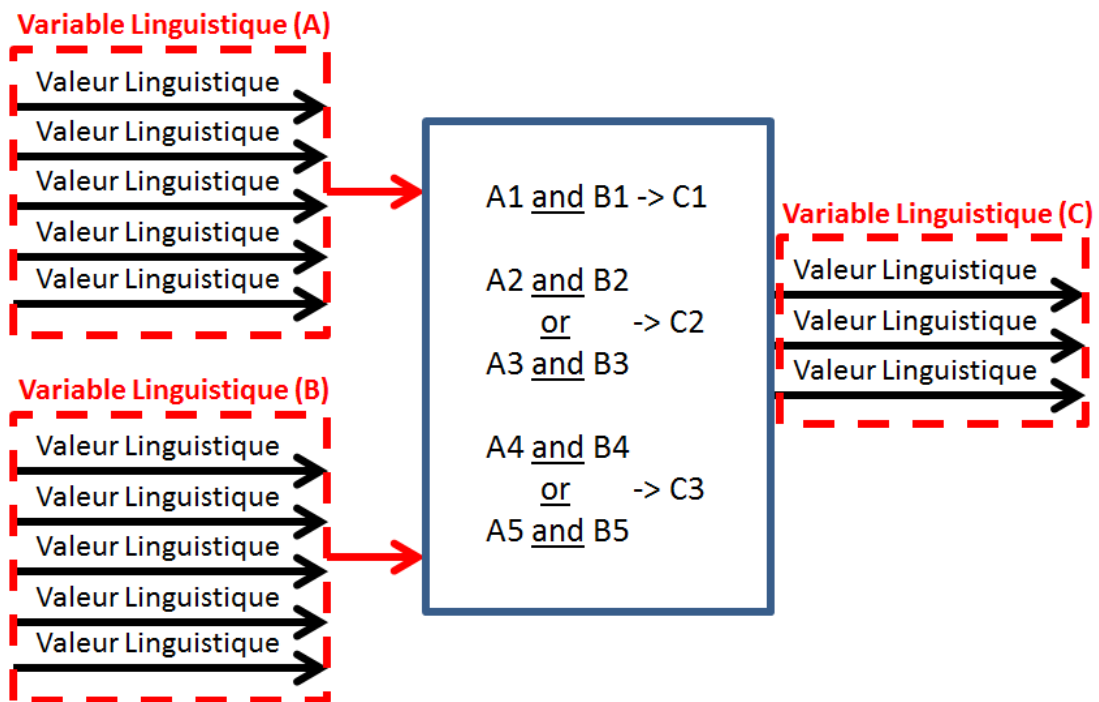 Variable Linguistique (A)
Valeur Linguistique
Valeur Linguistique
Valeur Linguistique
Valeur Linguistique
Valeur Linguistique
Variable Linguistique (B)
Valeur Linguistique
Valeur Linguistique
Valeur Linguistique
Valeur Linguistique
Valeur Linguistique
A1 and B1 -> C1
A2 and B2
or -> C2
A3 and B3
A4 and B4
or -> C3
A5 and B5
Variable Linguistique (C)
Valeur Linguistique
Valeur Linguistique
Valeur Linguistique